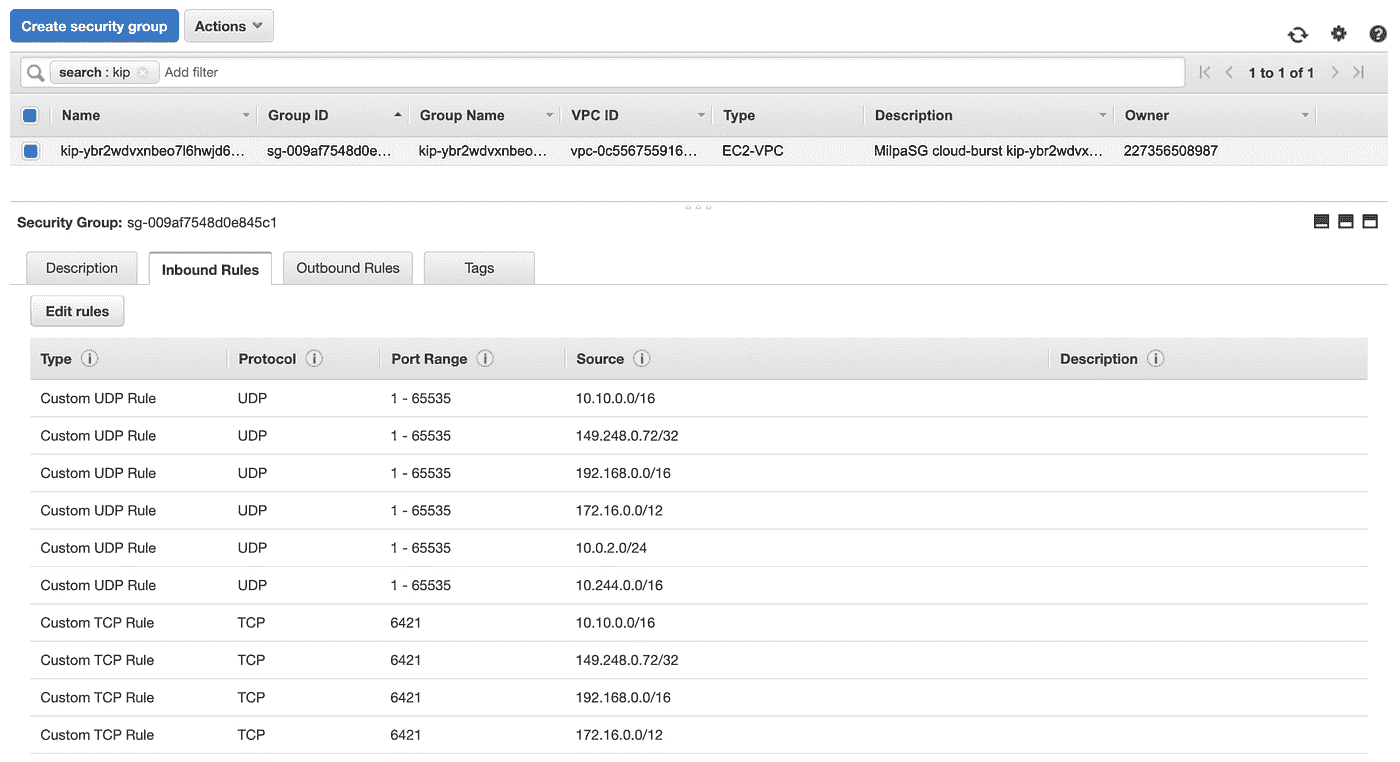 Create security group Actions
search : kip Add filter 1 to 1 of 1
Name Group ID Group Name VPC ID Type Description Owner
kip-ybr2wdvxnbeo7l6hwjd6... sg-009af7548d0e... kip-ybr2wdvxnbeo... vpc-0c556755916... EC2-VPC MilpaSG cloud-burst kip-ybr2wdvx... 227356508987
Security Group: sg-009af7548d0e845c1
Description Inbound Rules Outbound Rules Tags
Edit rules
Type Protocol Port Range Source Description
Custom UDP Rule UDP 1 - 65535 10.10.0.0/16
Custom UDP Rule UDP 1 - 65535 149.248.0.72/32
Custom UDP Rule UDP 1 - 65535 192.168.0.0/16
Custom UDP Rule UDP 1 - 65535 172.16.0.0/12
Custom UDP Rule UDP 1 - 65535 10.0.2.0/24
Custom UDP Rule UDP 1 - 65535 10.244.0.0/16
Custom TCP Rule TCP 6421 10.10.0.0/16
Custom TCP Rule TCP 6421 149.248.0.72/32
Custom TCP Rule TCP 6421 192.168.0.0/16
Custom TCP Rule TCP 6421 172.16.0.0/12